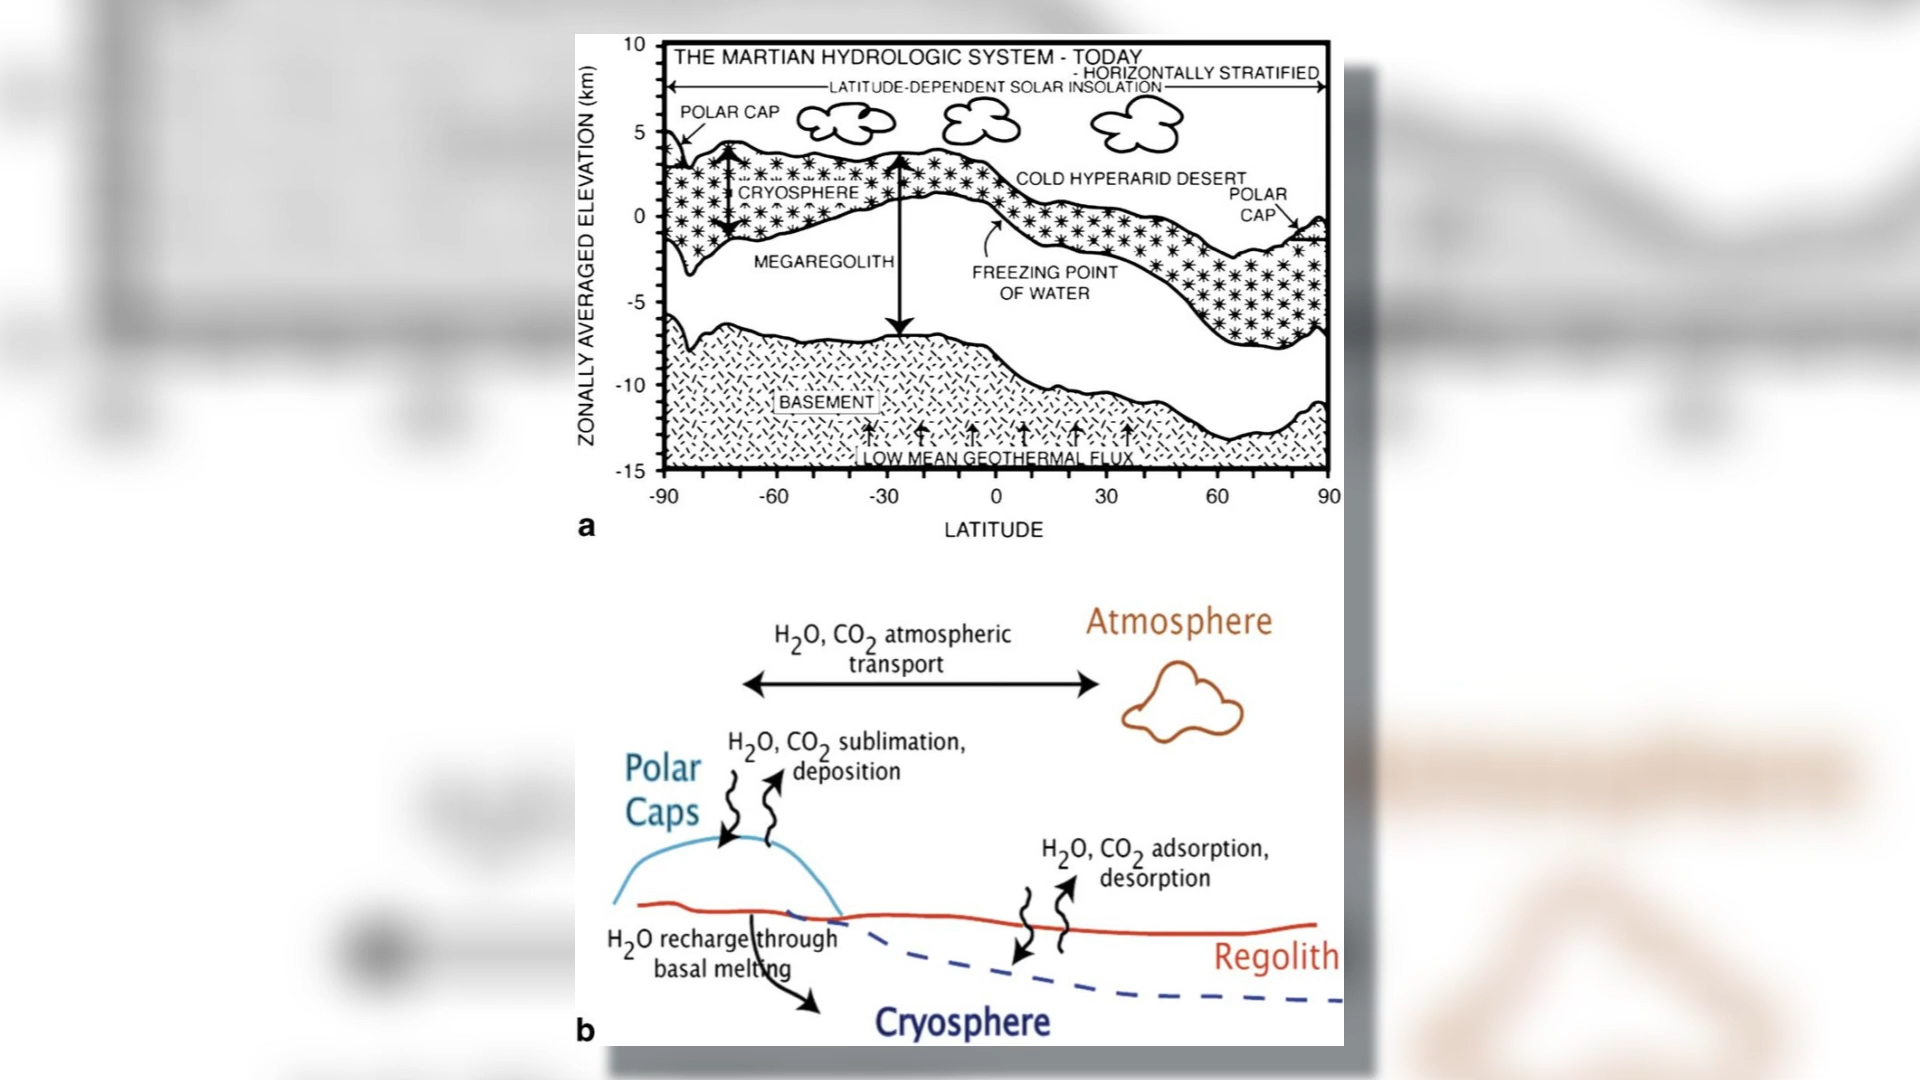 THE MARTIAN HYDROLOGIC SYSTEM - TODAY
- HORIZONTALLY STRATIFIED
LATITUDE-DEPENDENT SOLAR INSOLATION
POLAR CAP
CRYOSPHERE
COLD HYPERARID DESERT
POLAR
CAP
MEGAREGOLITH
FREEZING POINT
OF WATER
BASEMENT
LOW MEAN GEOTHERMAL FLUX
ZONALLY AVERAGED ELEVATION (km)
10
5
0
-5
-10
-15
-90 -60 -30 0 30 60 90
LATITUDE
a
Atmosphere
H2O, CO2 atmospheric
transport
H2O, CO2 sublimation,
deposition
Polar
Caps
H2O, CO2 adsorption,
desorption
H2O recharge through
basal melting
Regolith
Cryosphere
b